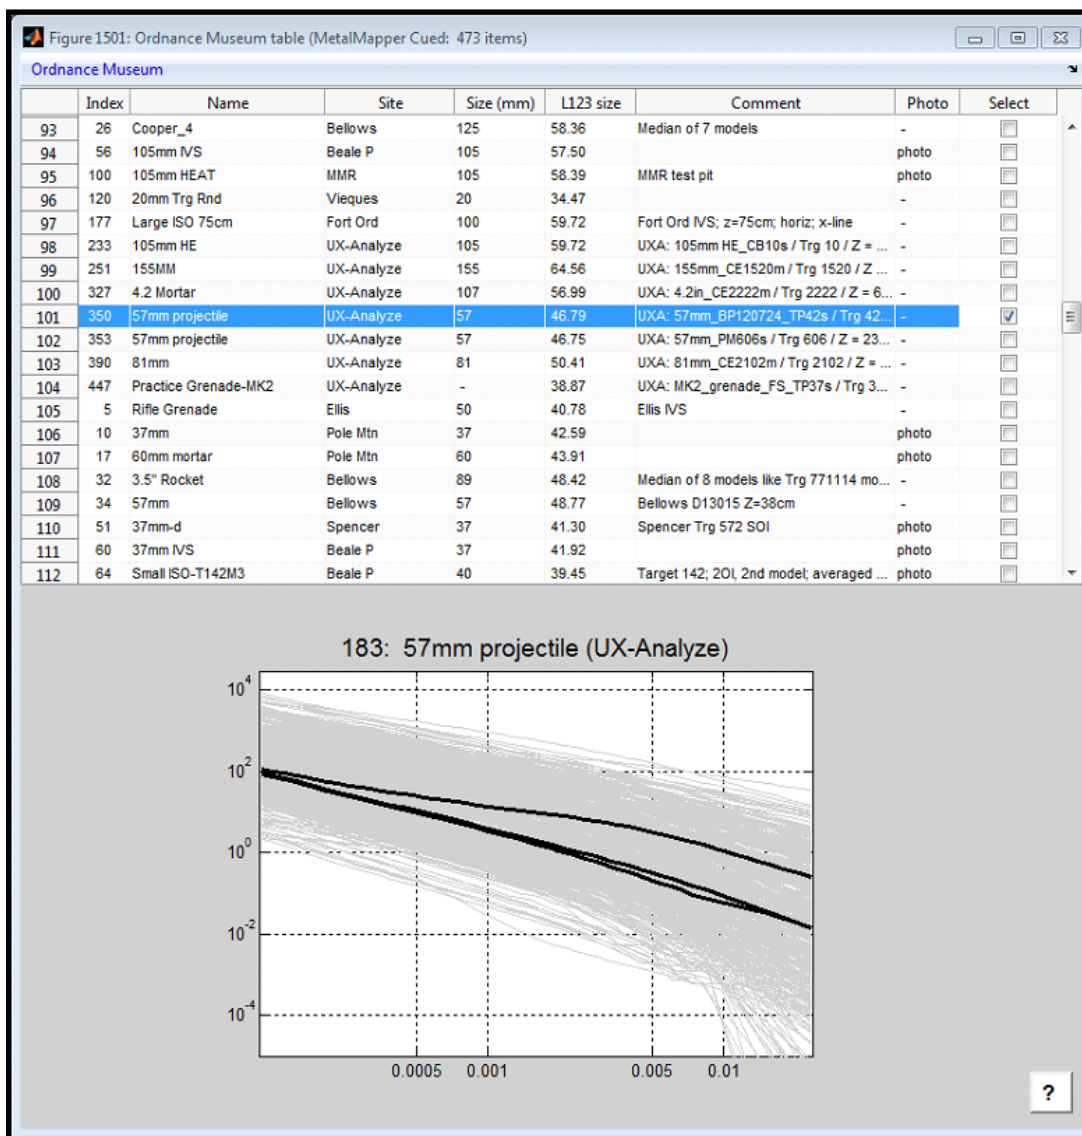 Figure 1501: Ordnance Museum table (MetalMapper Cued: 473 items)
Ordnance Museum
Index Name Site Size (mm) L123 size Comment Photo Select
93 26 Cooper_4 Bellows 125 58.36 Median of 7 models -
94 56 105mm IVS Beale P 105 57.50 photo
95 100 105mm HEAT MMR 105 58.39 MMR test pit photo
96 120 20mm Trg Rnd Vieques 20 34.47 -
97 177 Large ISO 75cm Fort Ord 100 59.72 Fort Ord IVS; z=75cm; horiz; x-line -
98 233 105mm HE UX-Analyze 105 59.72 UXA: 105mm HE_CB10s / Trg 10 / Z = ... -
99 251 155MM UX-Analyze 155 64.56 UXA: 155mm_CE1520m / Trg 1520 / Z ... -
100 327 4.2 Mortar UX-Analyze 107 56.99 UXA: 4.2in_CE2222m / Trg 2222 / Z = 6... -
101 350 57mm projectile UX-Analyze 57 46.79 UXA: 57mm_BP120724_TP42s / Trg 42... -
102 353 57mm projectile UX-Analyze 57 46.75 UXA: 57mm_PM606s / Trg 606 / Z = 23... -
103 390 81mm UX-Analyze 81 50.41 UXA: 81mm_CE2102m / Trg 2102 / Z = ... -
104 447 Practice Grenade-MK2 UX-Analyze - 38.87 UXA: MK2_grenade_FS_TP37s / Trg 3... -
105 5 Rifle Grenade Ellis 50 40.78 Ellis IVS -
106 10 37mm Pole Mtn 37 42.59 photo
107 17 60mm mortar Pole Mtn 60 43.91 photo
108 32 3.5" Rocket Bellows 89 48.42 Median of 8 models like Trg 771114 mo... -
109 34 57mm Bellows 57 48.77 Bellows D13015 Z=38cm -
110 51 37mm-d Spencer 37 41.30 Spencer Trg 572 SOI photo
111 60 37mm IVS Beale P 37 41.92 photo
112 64 Small ISO-T142M3 Beale P 40 39.45 Target 142; 2OI, 2nd model; averaged ... photo
183: 57mm projectile (UX-Analyze)
10^4
10^2
10^0
10^-2
10^-4
0.0005 0.001 0.005 0.01
?